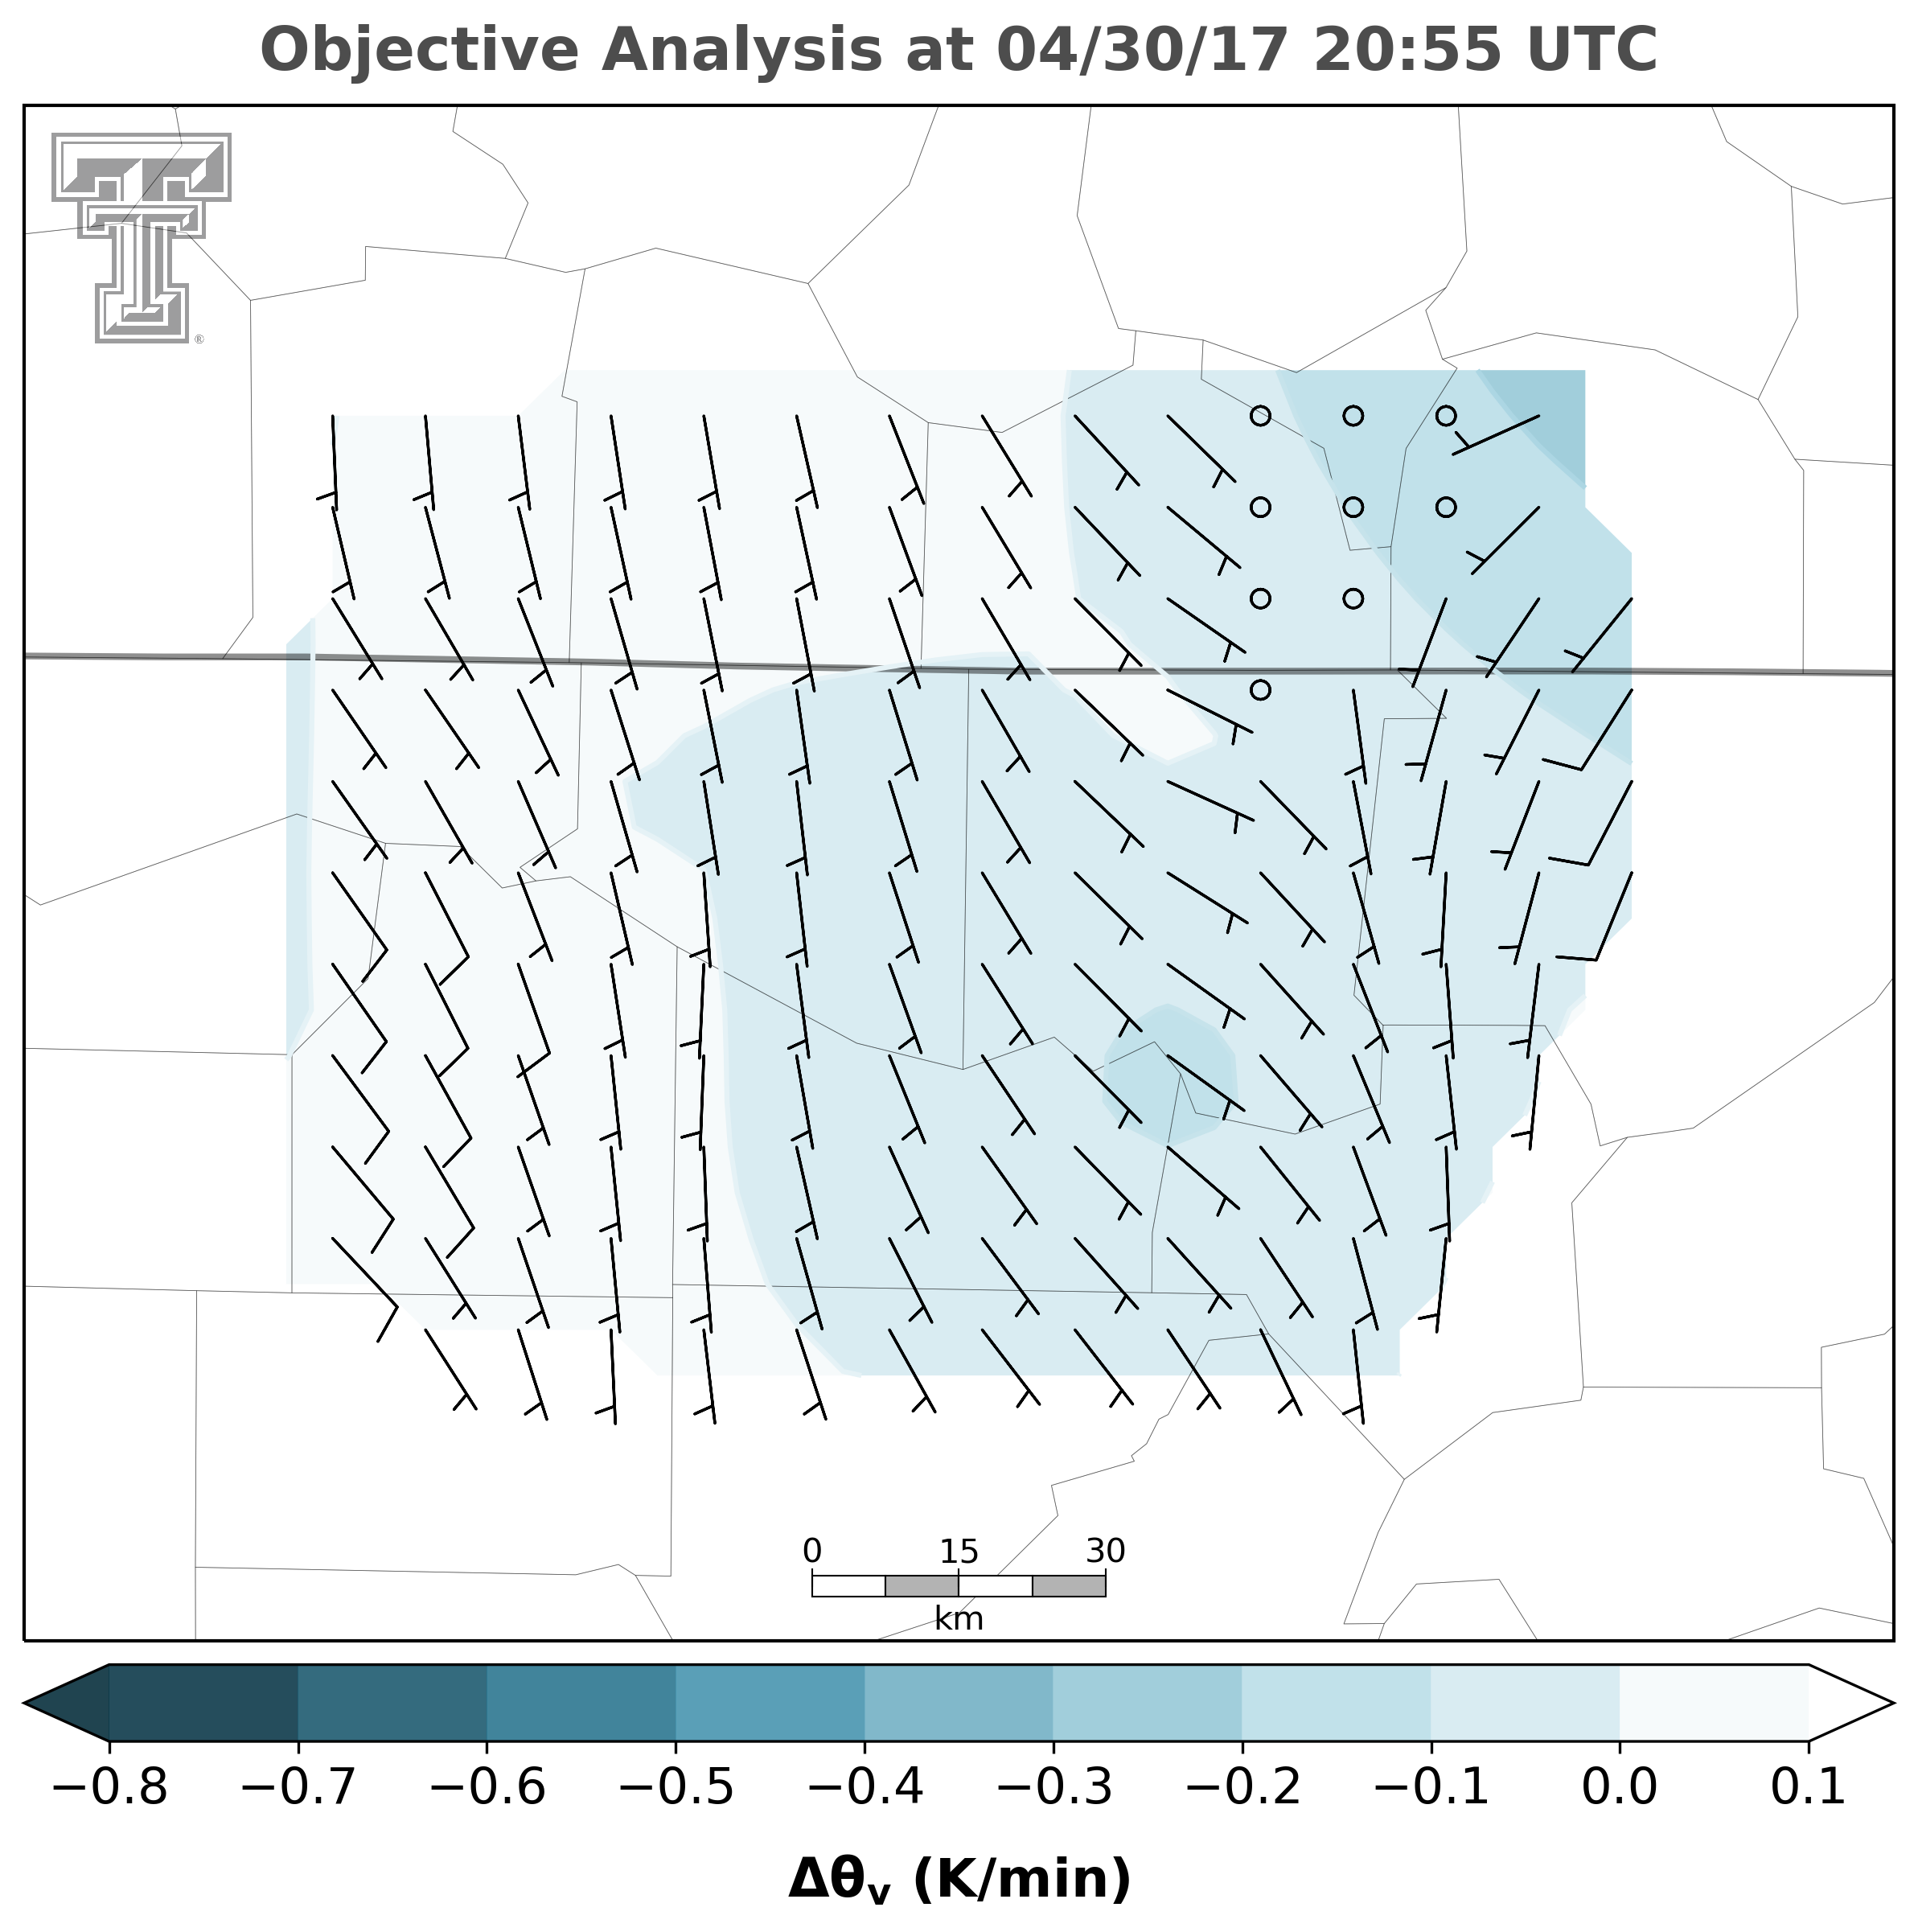 Objective Analysis at 04/30/17 20:55 UTC
®
0 15 30
km
−0.8 −0.7 −0.6 −0.5 −0.4 −0.3 −0.2 −0.1 0.0 0.1
Δθv (K/min)